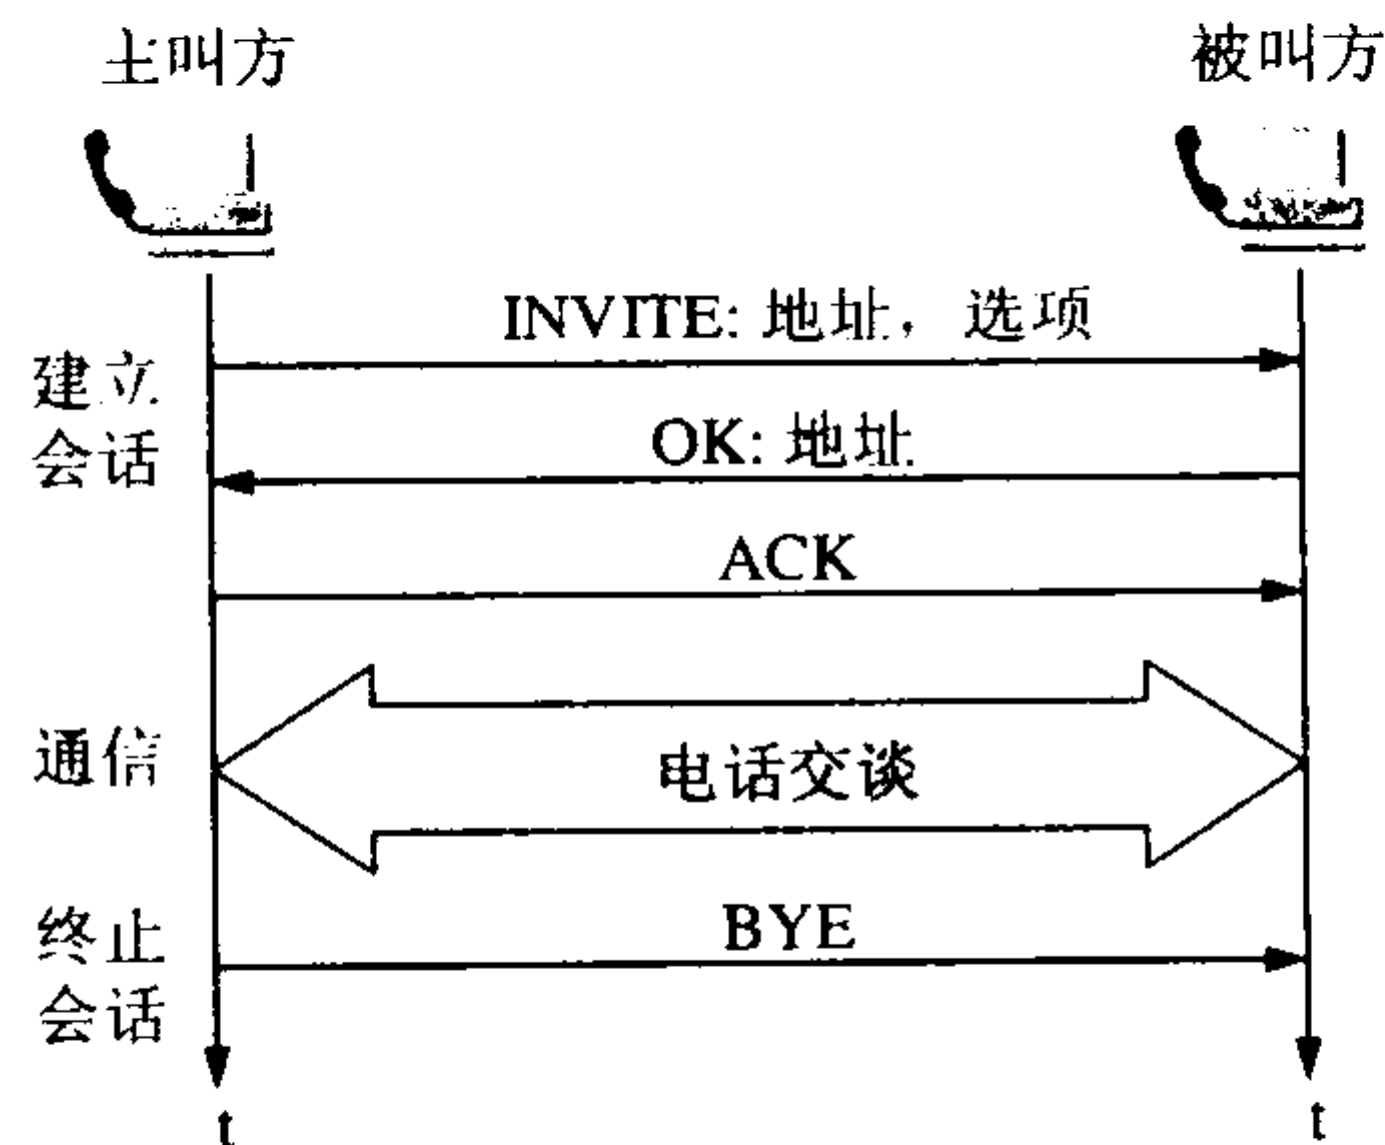 主叫方
被叫方
INVITE: 地址，选项
建立
会话
OK: 地址
ACK
通信
电话交谈
BYE
终止
会话
t
t